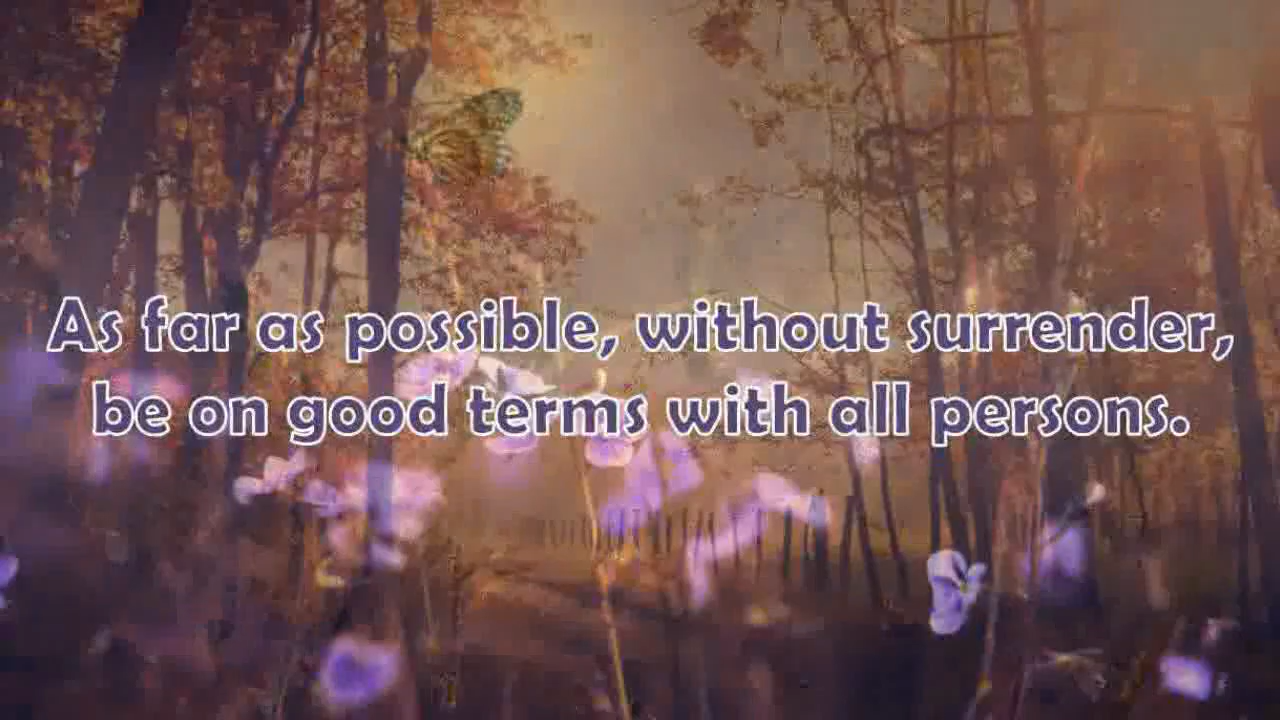 As far as possible, without surrender,
be on good terms with all persons.